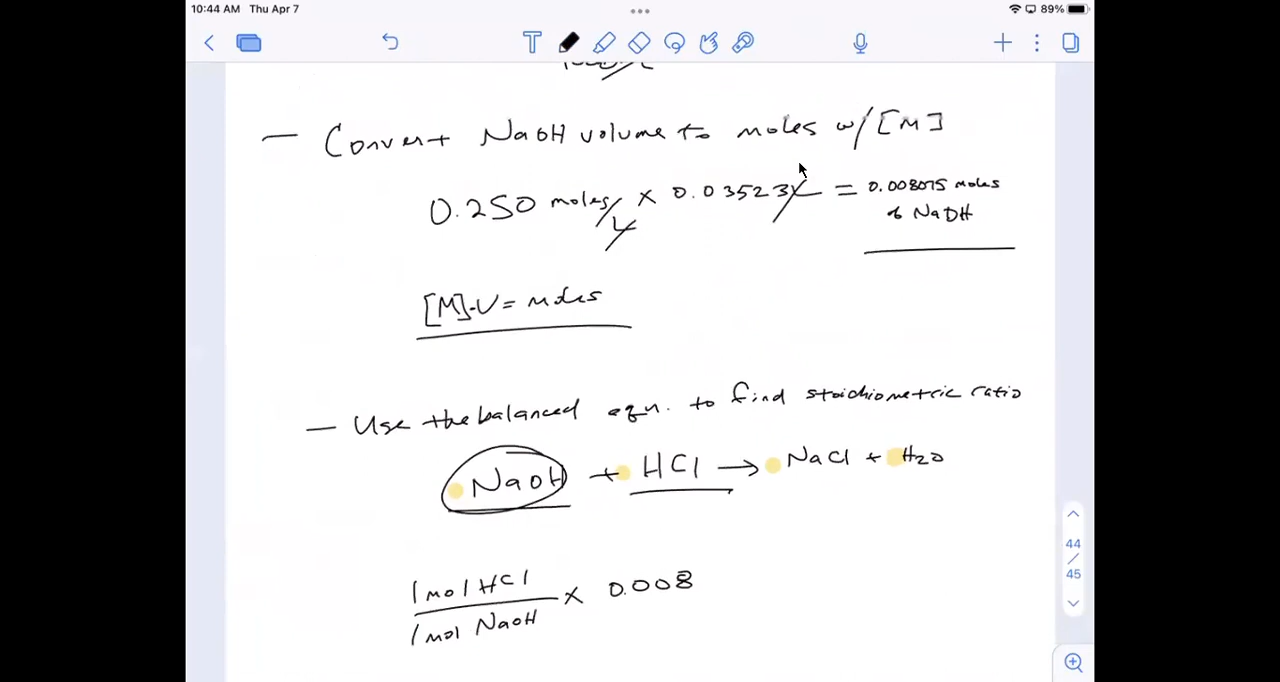 10:44 AM Thu Apr 7
89%
— Convert NaOH volume to moles w/[M]
0.250 moles/L × 0.03523L = 0.008075 moles
of NaOH
[M]·V = moles
— Use the balanced eqn. to find stoichiometric ratio
NaOH + HCl → NaCl + H2O
44
/
45
1 mol HCl
× 0.008
1 mol NaOH